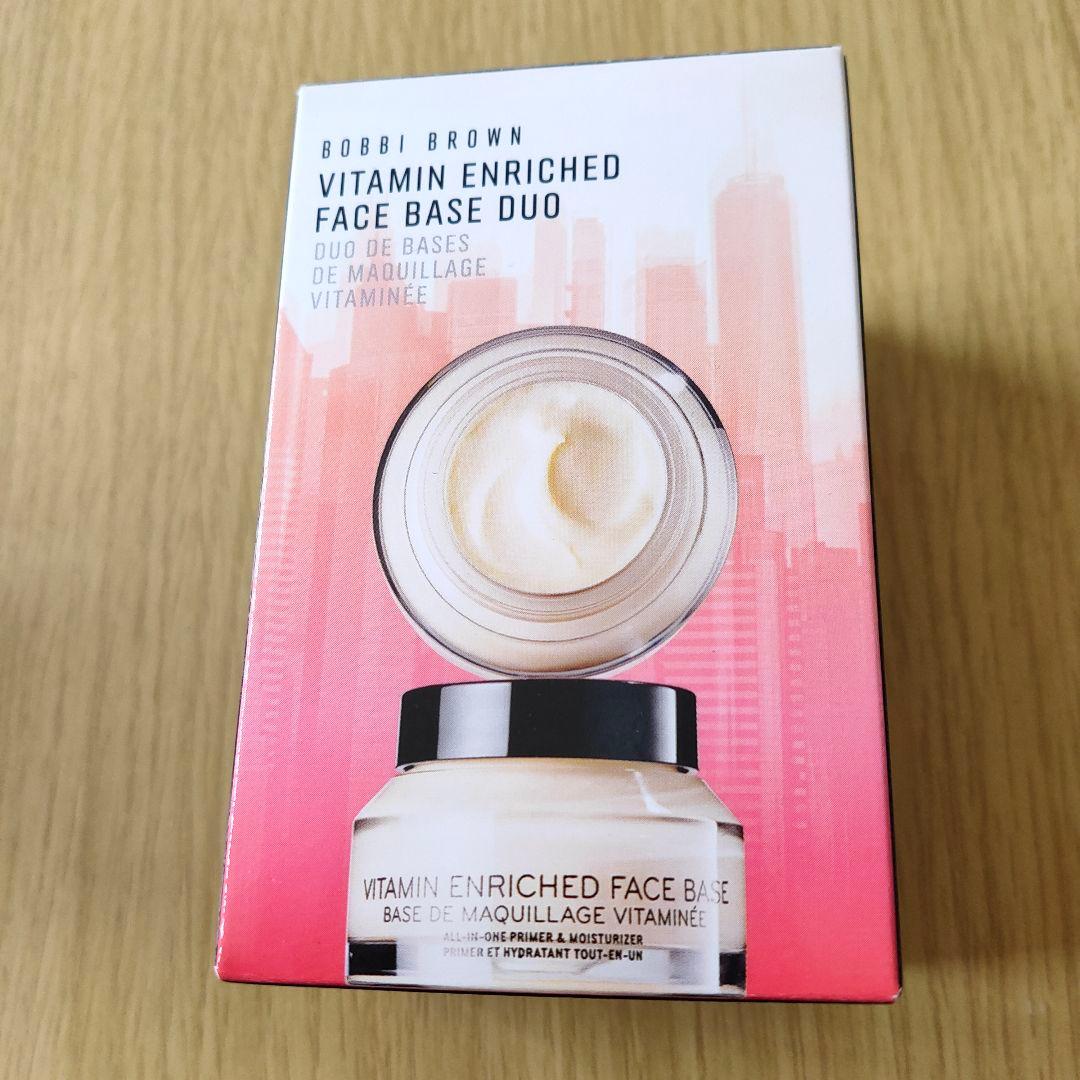 BOBBI BROWN
VITAMIN ENRICHED
FACE BASE DUO
DUO DE BASES
DE MAQUILLAGE
VITAMINÉE
VITAMIN ENRICHED FACE BASE
BASE DE MAQUILLAGE VITAMINÉE
ALL-IN-ONE PRIMER & MOISTURIZER
PRIMER ET HYDRATANT TOUT-EN-UN